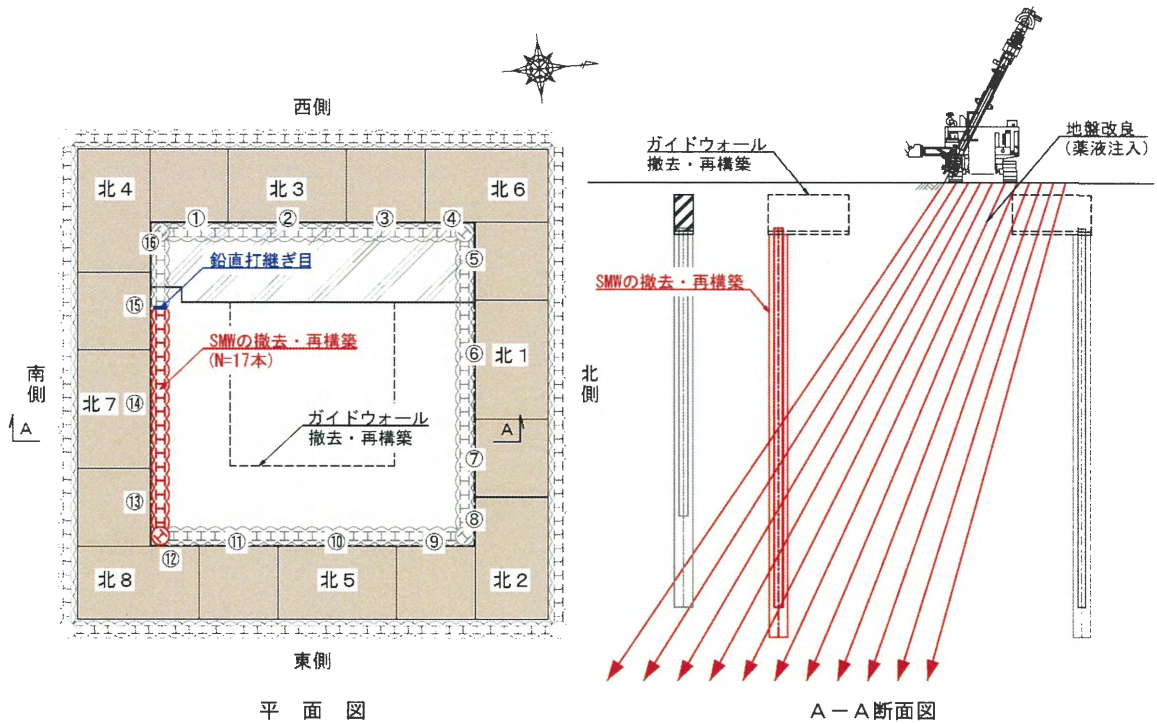 西側
北4
北3
北6
①
②
③
④
⑯
⑤
鉛直打継ぎ目
⑮
SMWの撤去・再構築
(N=17本)
⑥
北1
南側
北7
⑭
北側
A
A
ガイドウォール
撤去・再構築
⑦
⑬
⑧
⑫
⑪
⑩
⑨
北8
北5
北2
東側
平面図
ガイドウォール
撤去・再構築
地盤改良
(薬液注入)
SMWの撤去・再構築
A－A断面図